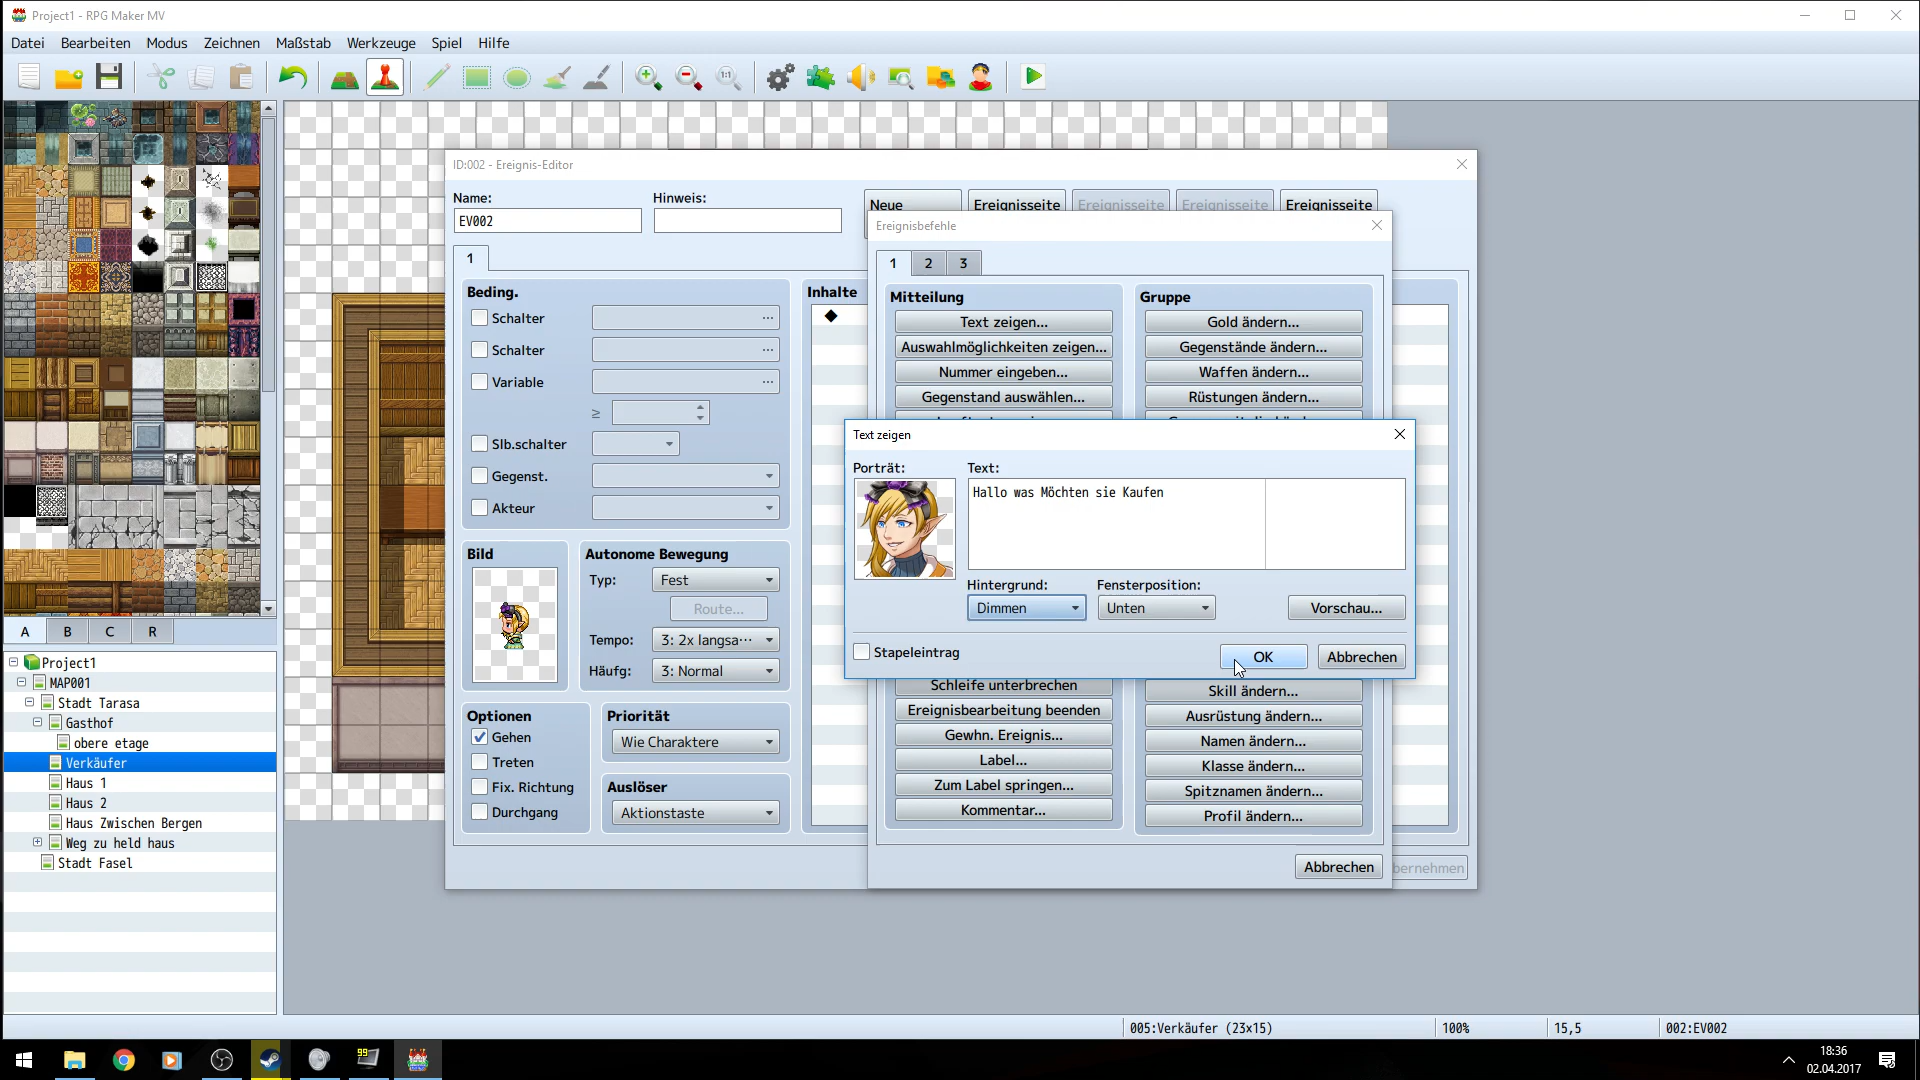 Project1 - RPG Maker MV
Datei Bearbeiten Modus Zeichnen Maßstab Werkzeuge Spiel Hilfe
1:1
ID:002 - Ereignis-Editor
Name: Hinweis:
EV002
Neue Ereignisseite Ereignisseite Ereignisseite Ereignisseite
Ereignisbefehle
1
1 2 3
Beding.
Schalter ...
Schalter ...
Variable ...
≥
Slb.schalter
Gegenst.
Akteur
Inhalte
◆
Mitteilung
Text zeigen...
Auswahlmöglichkeiten zeigen...
Nummer eingeben...
Gegenstand auswählen...
Gruppe
Gold ändern...
Gegenstände ändern...
Waffen ändern...
Rüstungen ändern...
Text zeigen
Porträt: Text:
Hallo was Möchten sie Kaufen
Hintergrund: Fensterposition:
Dimmen Unten Vorschau...
Stapeleintrag
OK Abbrechen
Bild
Autonome Bewegung
Typ: Fest
Route...
Tempo: 3: 2x langsa···
Häufg: 3: Normal
Optionen
Gehen
Treten
Fix. Richtung
Durchgang
Priorität
Wie Charaktere
Auslöser
Aktionstaste
Schleife unterbrechen
Ereignisbearbeitung beenden
Gewhn. Ereignis...
Label...
Zum Label springen...
Kommentar...
Skill ändern...
Ausrüstung ändern...
Namen ändern...
Klasse ändern...
Spitznamen ändern...
Profil ändern...
Abbrechen
bernehmen
A B C R
Project1
MAP001
Stadt Tarasa
Gasthof
obere etage
Verkäufer
Haus 1
Haus 2
Haus Zwischen Bergen
Weg zu held haus
Stadt Fasel
005:Verkäufer (23x15) 100% 15,5 002:EV002
99
18:36
02.04.2017